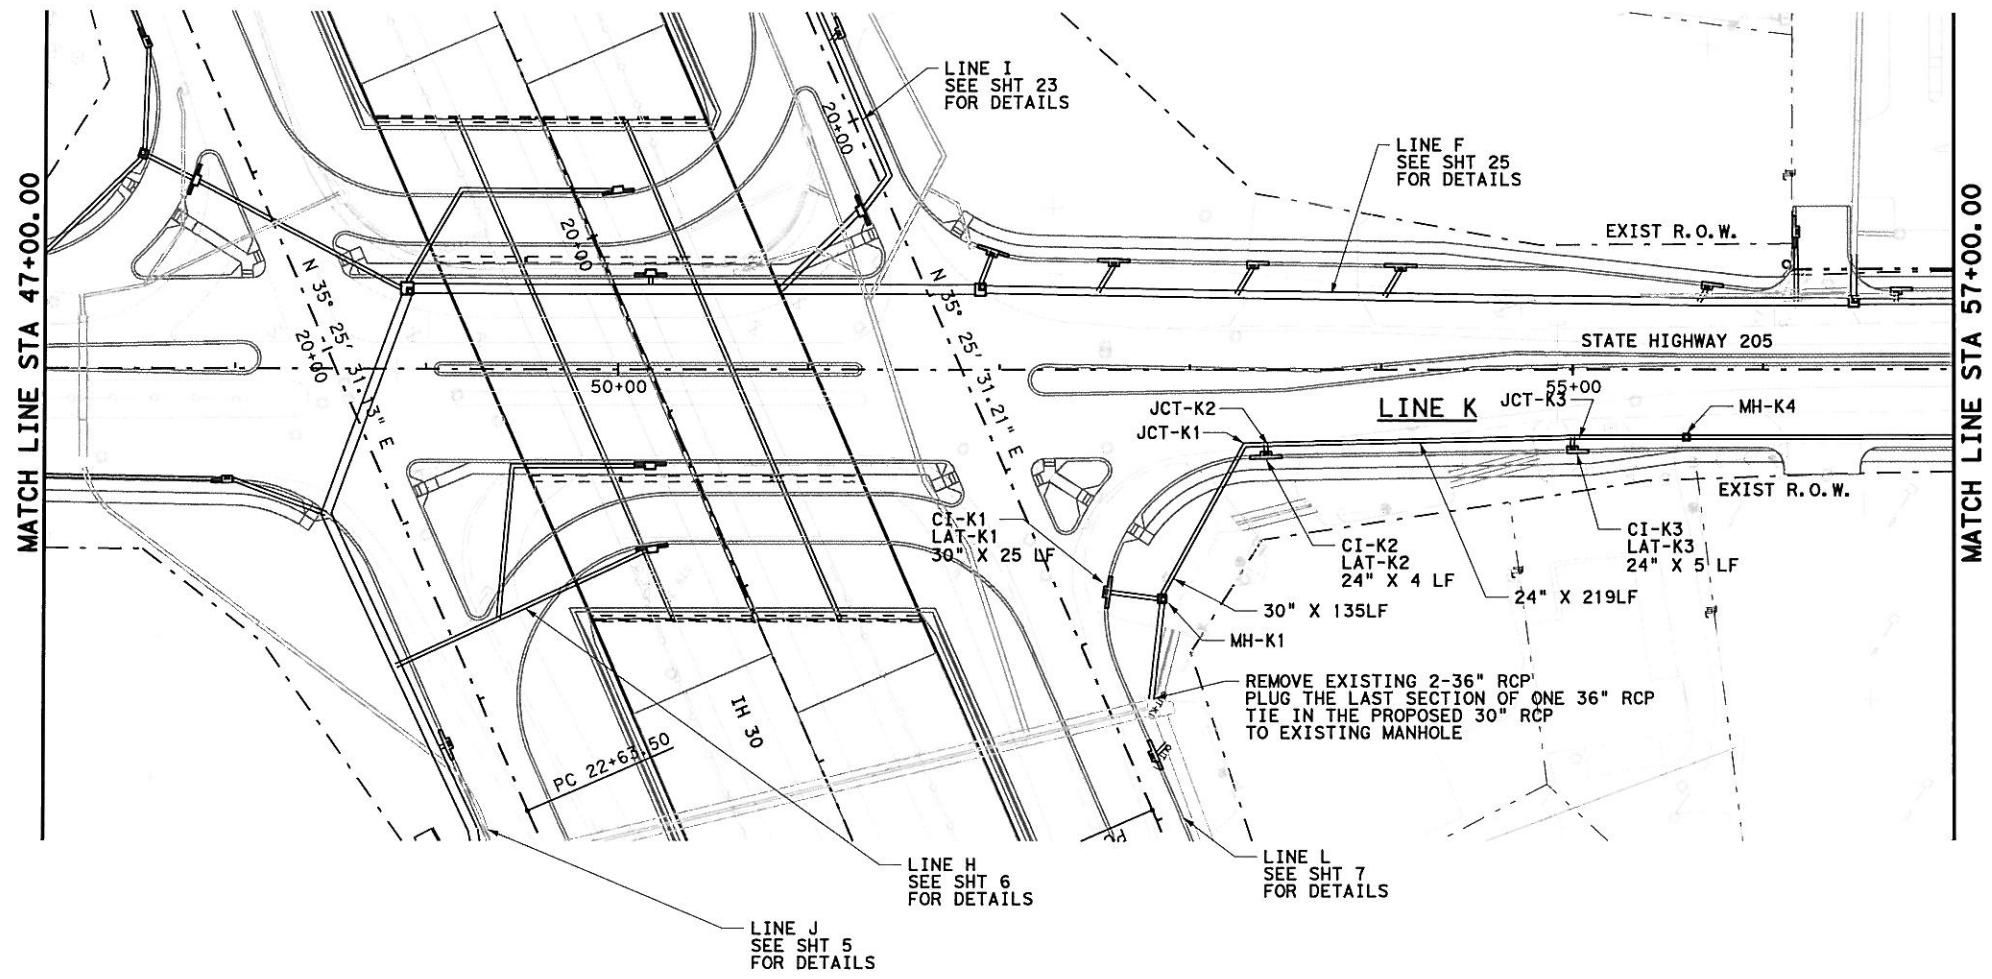 MATCH LINE STA 47+00.00
LINE I
SEE SHT 23
FOR DETAILS
20+00
LINE F
SEE SHT 25
FOR DETAILS
EXIST R.O.W.
MATCH LINE STA 57+00.00
20+00
N 35° 25' 31.13" E
20+00
N 35° 25' 31.21" E
STATE HIGHWAY 205
50+00
55+00
LINE K
JCT-K3
JCT-K2
JCT-K1
MH-K4
EXIST R.O.W.
CI-K1
LAT-K1
30" X 25 LF
CI-K2
LAT-K2
24" X 4 LF
CI-K3
LAT-K3
24" X 5 LF
24" X 219LF
30" X 135LF
MH-K1
REMOVE EXISTING 2-36" RCP
PLUG THE LAST SECTION OF ONE 36" RCP
TIE IN THE PROPOSED 30" RCP
TO EXISTING MANHOLE
IH 30
PC 22+63.50
PC
LINE H
SEE SHT 6
FOR DETAILS
LINE L
SEE SHT 7
FOR DETAILS
LINE J
SEE SHT 5
FOR DETAILS